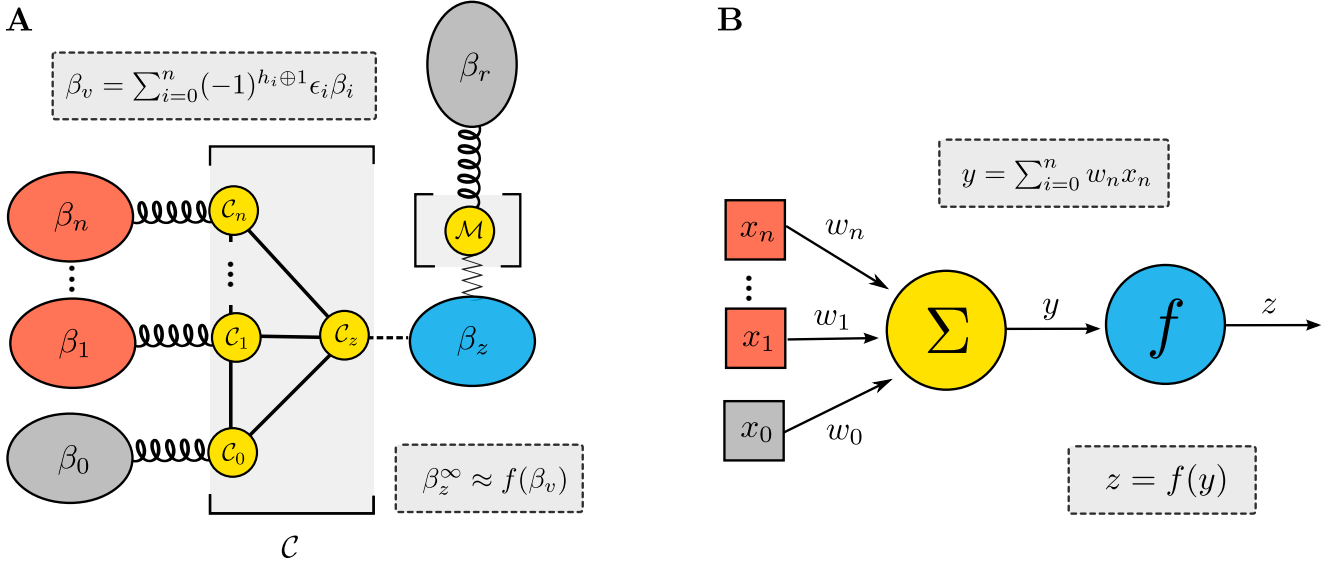 A
β_v = ∑_{i=0}^{n} (−1)^{h_i⊕1} ϵ_i β_i
β_r
ℳ
β_n
𝒞_n
⋮
⋮
β_1
𝒞_1
𝒞_z
β_z
β_0
𝒞_0
β_z^∞ ≈ f(β_v)
𝒞
B
y = ∑_{i=0}^{n} w_n x_n
x_n
w_n
⋮
x_1
w_1
Σ
y
f
z
x_0
w_0
z = f(y)